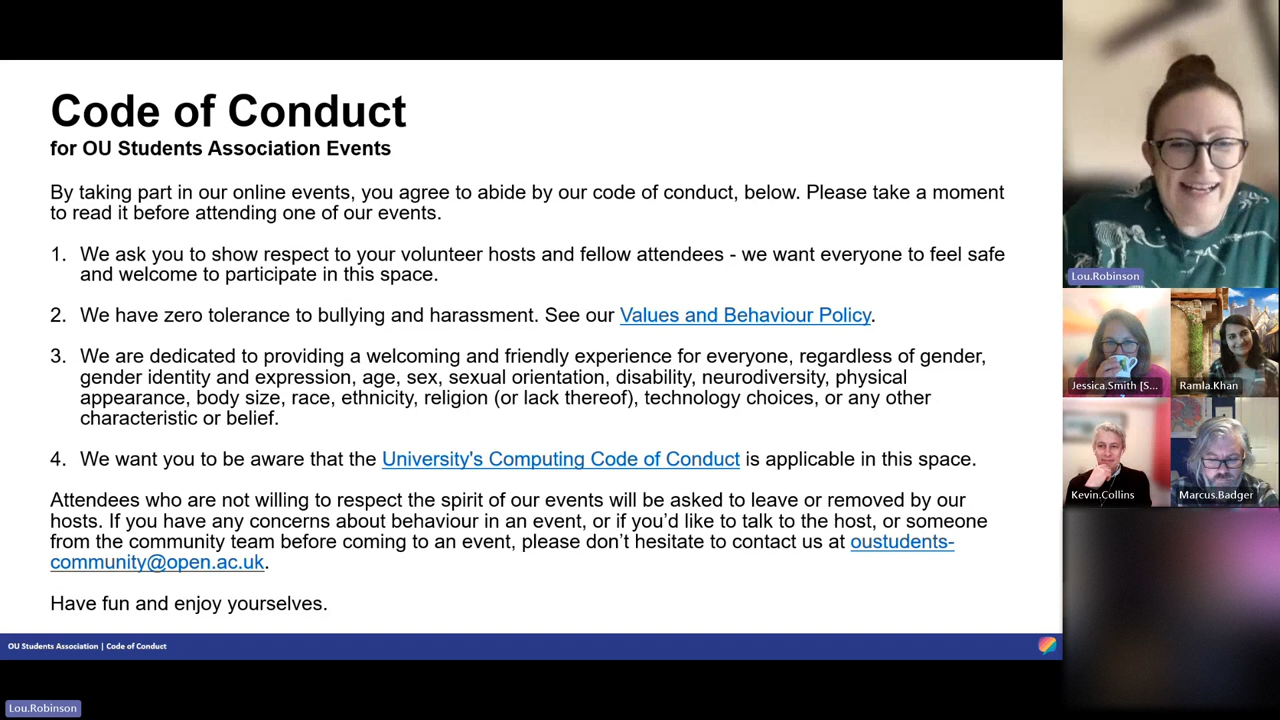 Code of Conduct
for OU Students Association Events
By taking part in our online events, you agree to abide by our code of conduct, below. Please take a moment
to read it before attending one of our events.
1. We ask you to show respect to your volunteer hosts and fellow attendees - we want everyone to feel safe
and welcome to participate in this space.
2. We have zero tolerance to bullying and harassment. See our Values and Behaviour Policy.
3. We are dedicated to providing a welcoming and friendly experience for everyone, regardless of gender,
gender identity and expression, age, sex, sexual orientation, disability, neurodiversity, physical
appearance, body size, race, ethnicity, religion (or lack thereof), technology choices, or any other
characteristic or belief.
4. We want you to be aware that the University's Computing Code of Conduct is applicable in this space.
Attendees who are not willing to respect the spirit of our events will be asked to leave or removed by our
hosts. If you have any concerns about behaviour in an event, or if you’d like to talk to the host, or someone
from the community team before coming to an event, please don’t hesitate to contact us at oustudents-
community@open.ac.uk.
Have fun and enjoy yourselves.
OU Students Association | Code of Conduct
Lou.Robinson
Lou.Robinson
Jessica.Smith [S...
Ramla.Khan
Kevin.Collins
Marcus.Badger